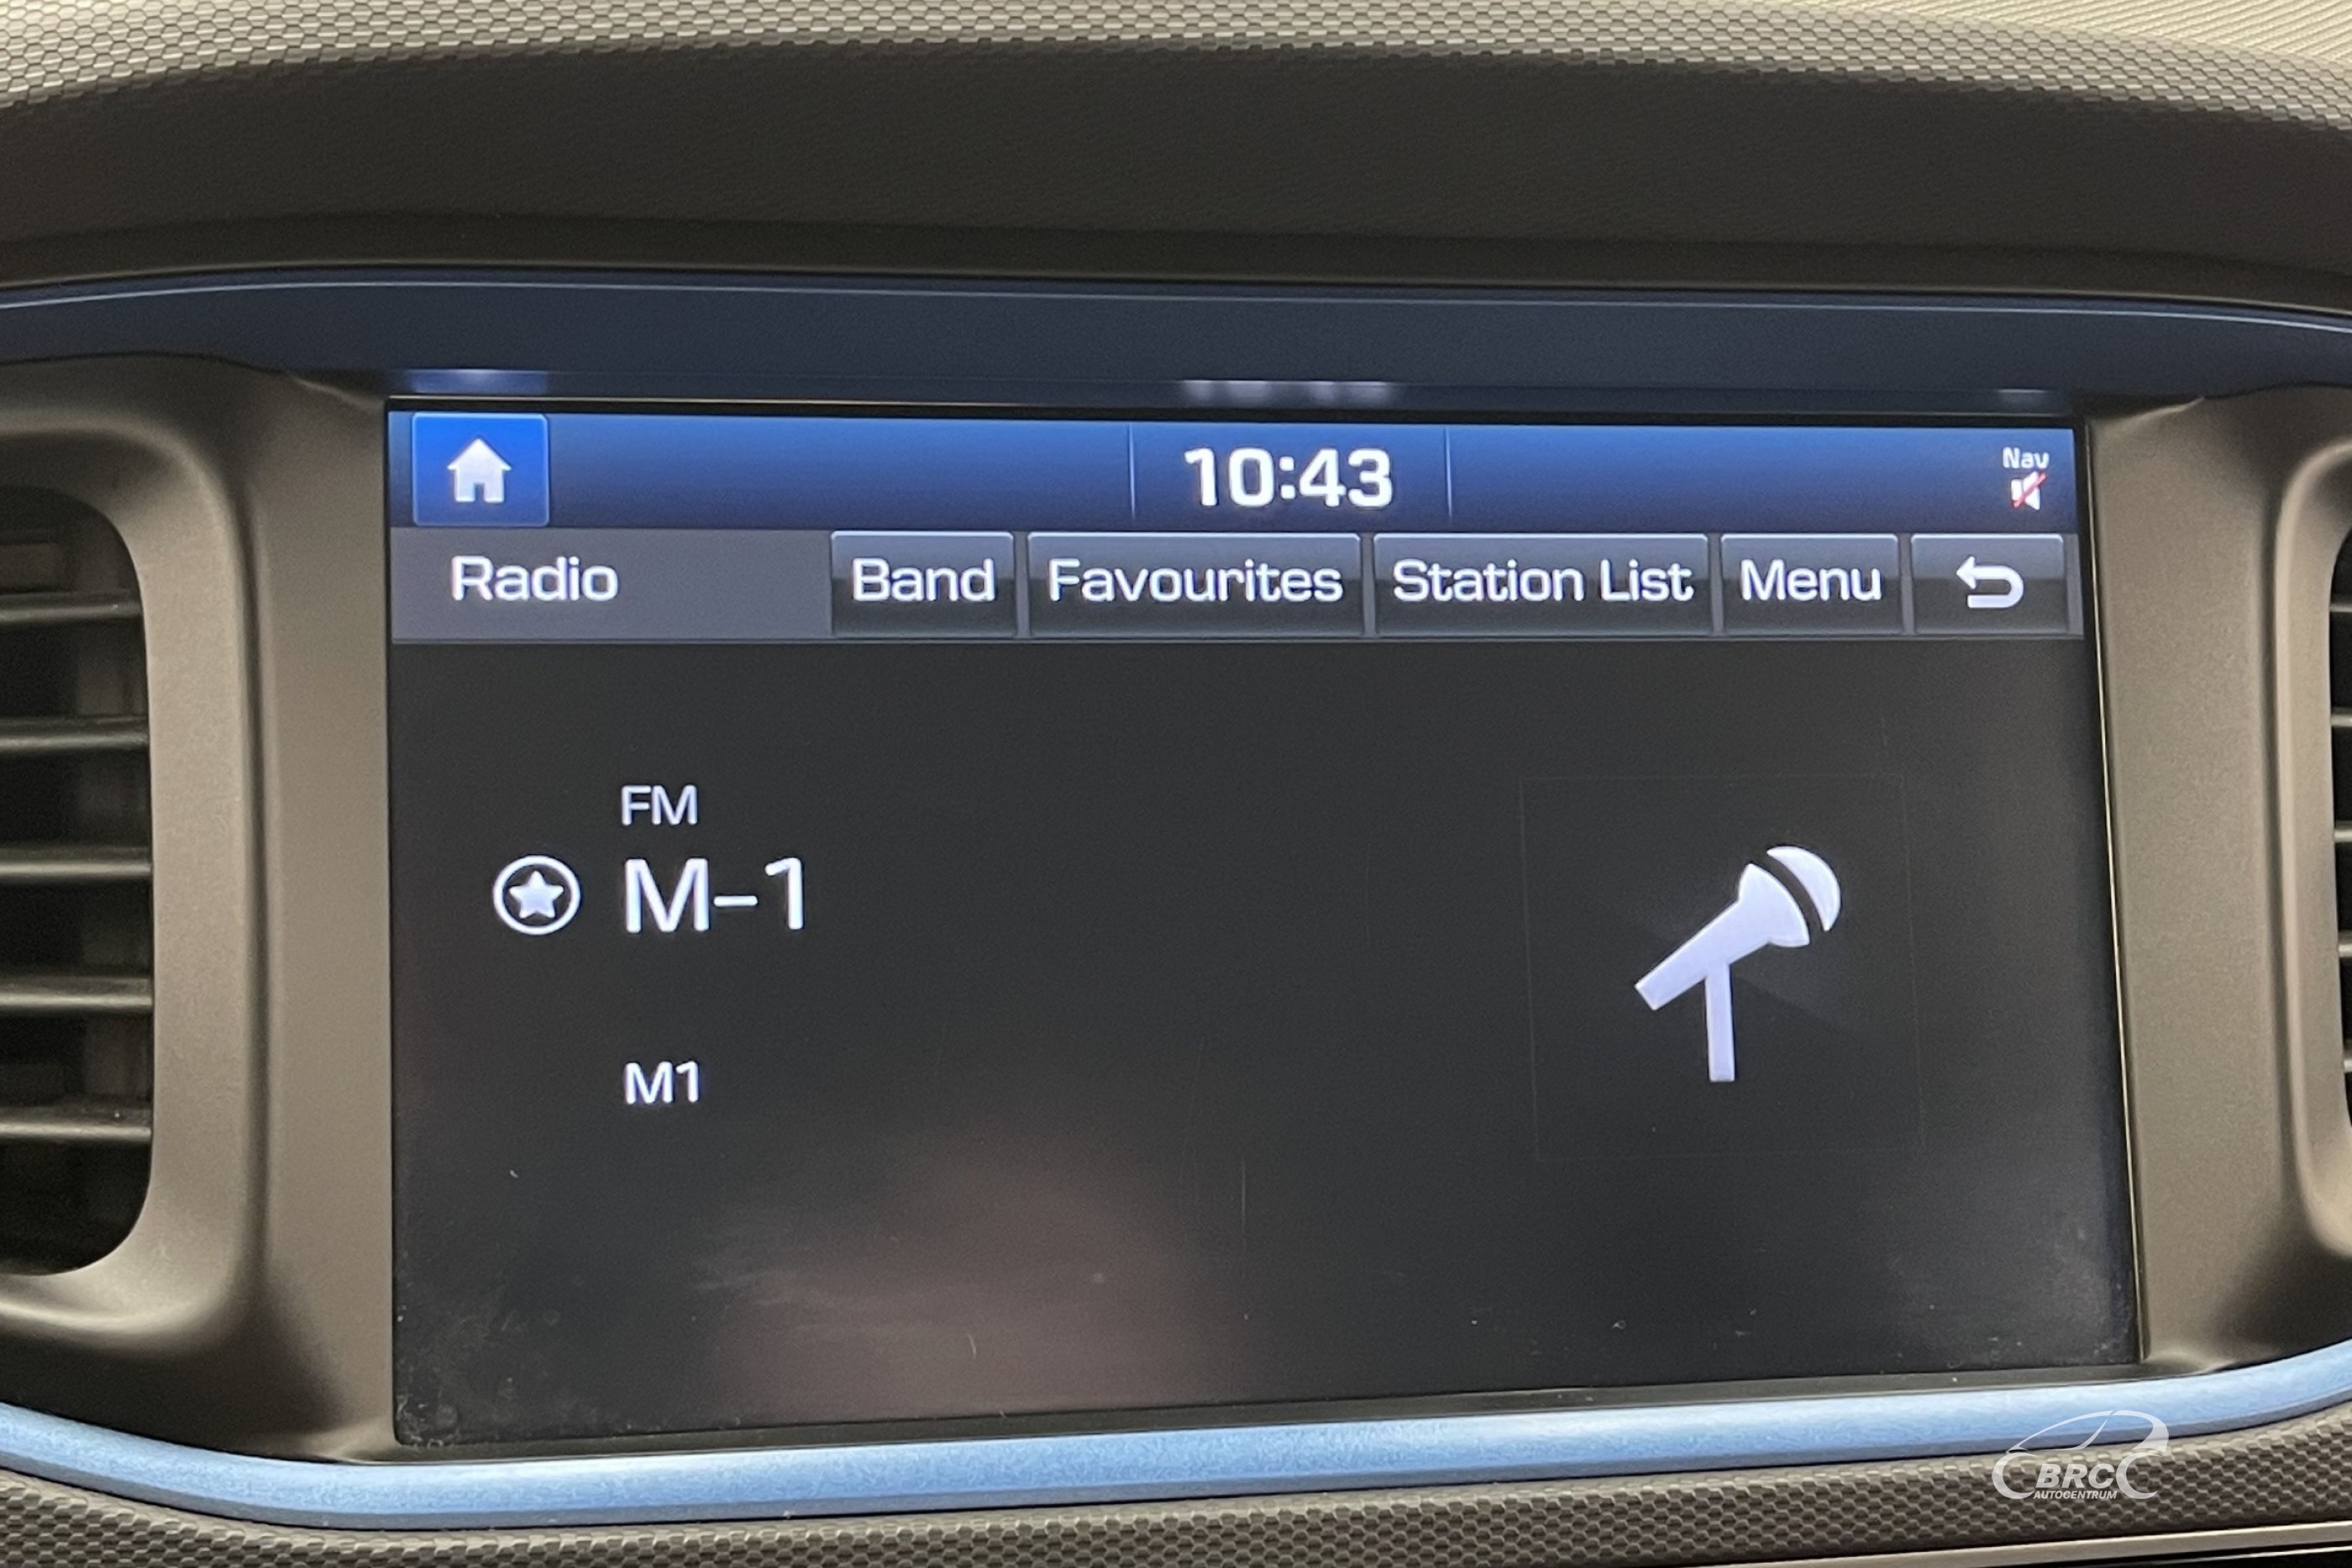 10:43
Nav
Radio
Band
Favourites
Station List
Menu
FM
M-1
M1
BRC
AUTOCENTRUM